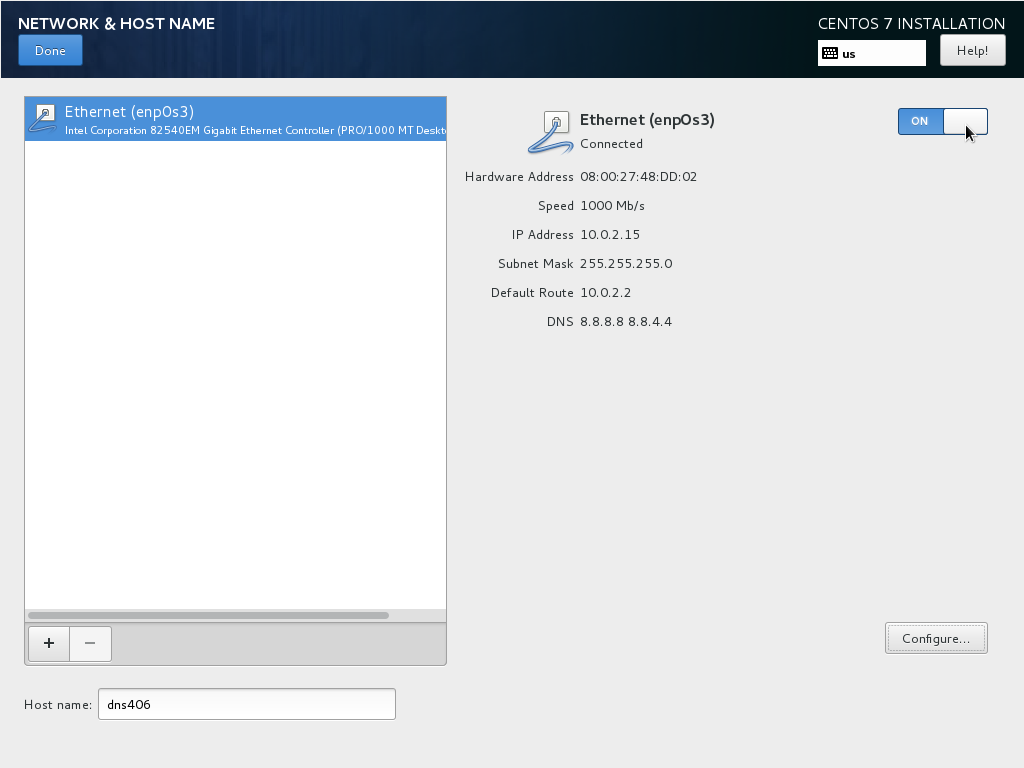 NETWORK & HOST NAME
CENTOS 7 INSTALLATION
Done
us
Help!
Ethernet (enp0s3)
Intel Corporation 82540EM Gigabit Ethernet Controller (PRO/1000 MT Deskt
Ethernet (enp0s3)
Connected
ON
Hardware Address 08:00:27:48:DD:02
Speed 1000 Mb/s
IP Address 10.0.2.15
Subnet Mask 255.255.255.0
Default Route 10.0.2.2
DNS 8.8.8.8 8.8.4.4
+ −
Configure...
Host name: dns406